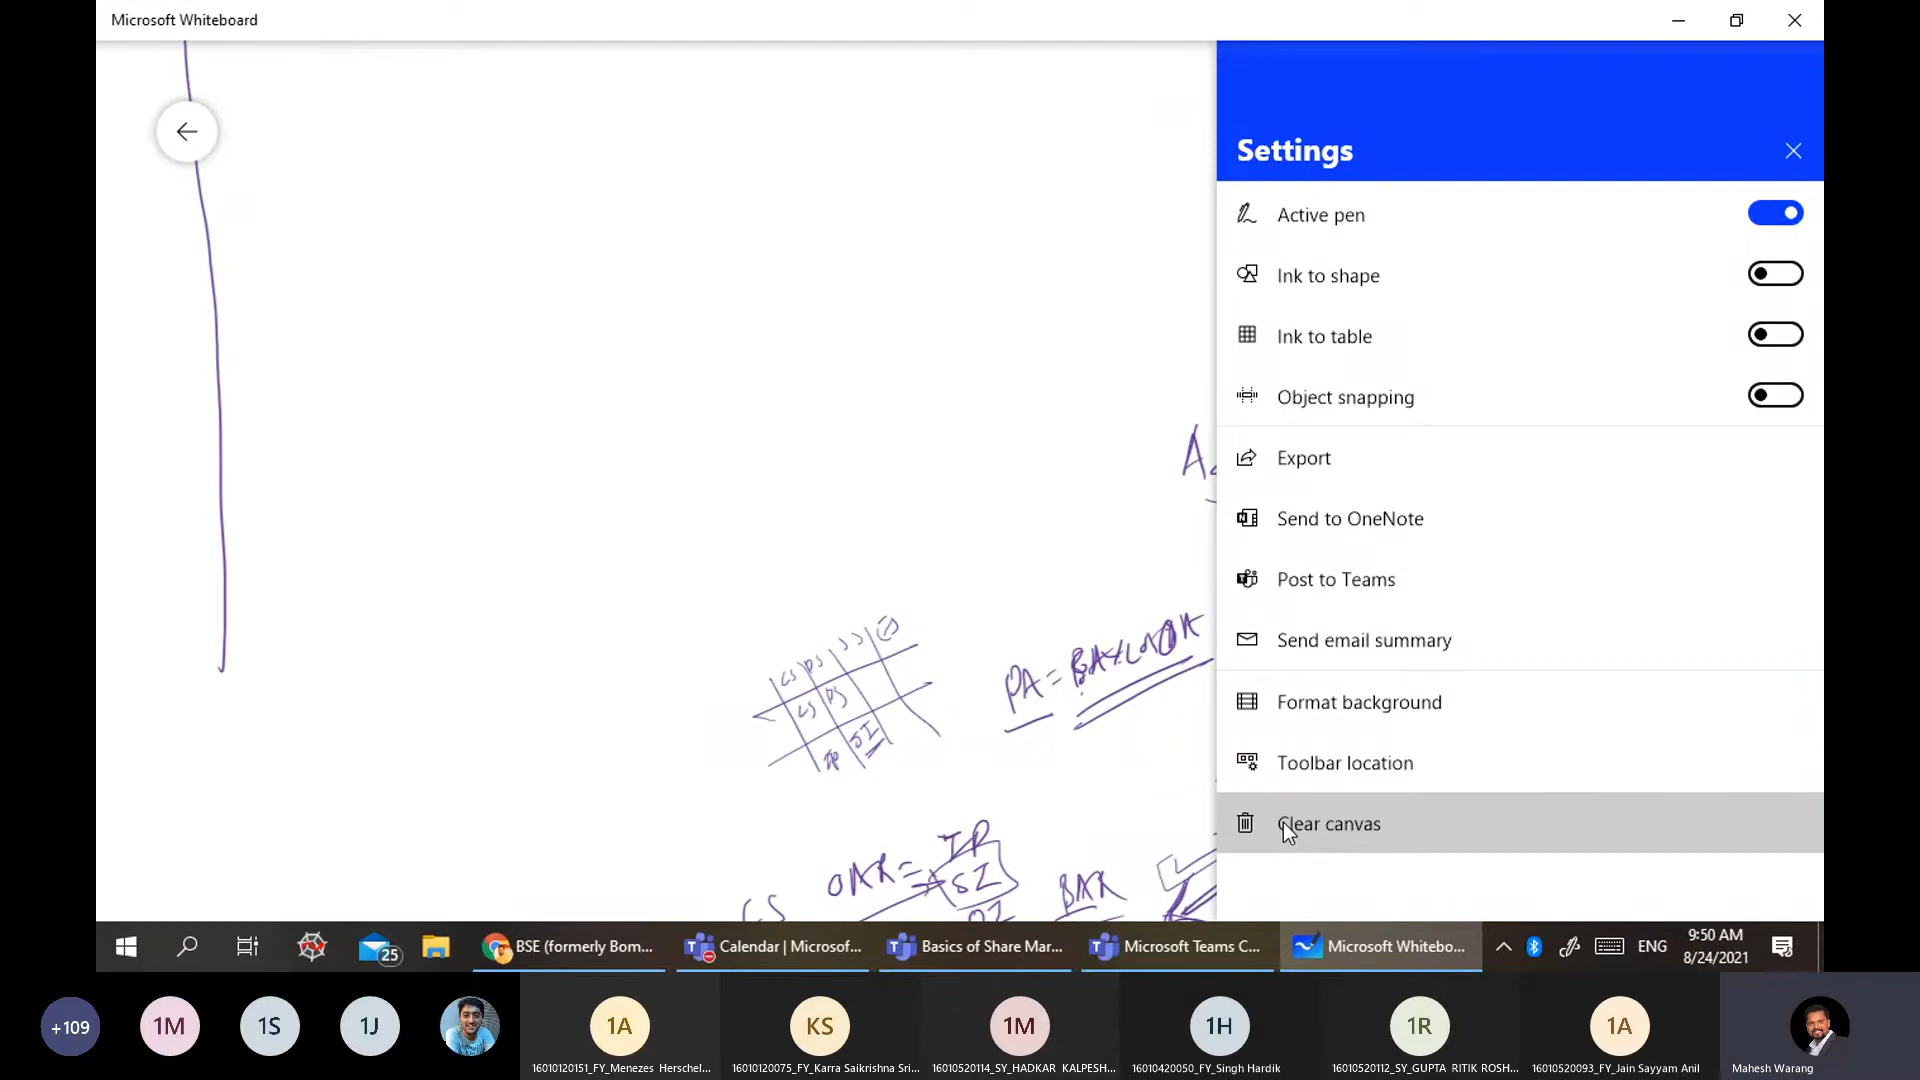 Microsoft Whiteboard
Settings
Active pen
Ink to shape
Ink to table
Object snapping
Export
Send to OneNote
Post to Teams
Send email summary
Format background
Toolbar location
Clear canvas
PA =
OAR =
SI
BAR
CS
25
BSE (formerly Bom...
Calendar | Microsof...
Basics of Share Mar...
Microsoft Teams C...
Microsoft Whitebo...
ENG
9:50 AM
8/24/2021
+109
1M
1S
1J
1A
KS
1M
1H
1R
1A
16010120151_FY_Menezes Herschel...
16010120075_FY_Karra Saikrishna Sri...
16010520114_SY_HADKAR KALPESH...
16010420050_FY_Singh Hardik
16010520112_SY_GUPTA RITIK ROSH...
16010520093_FY_Jain Sayyam Anil
Mahesh Warang